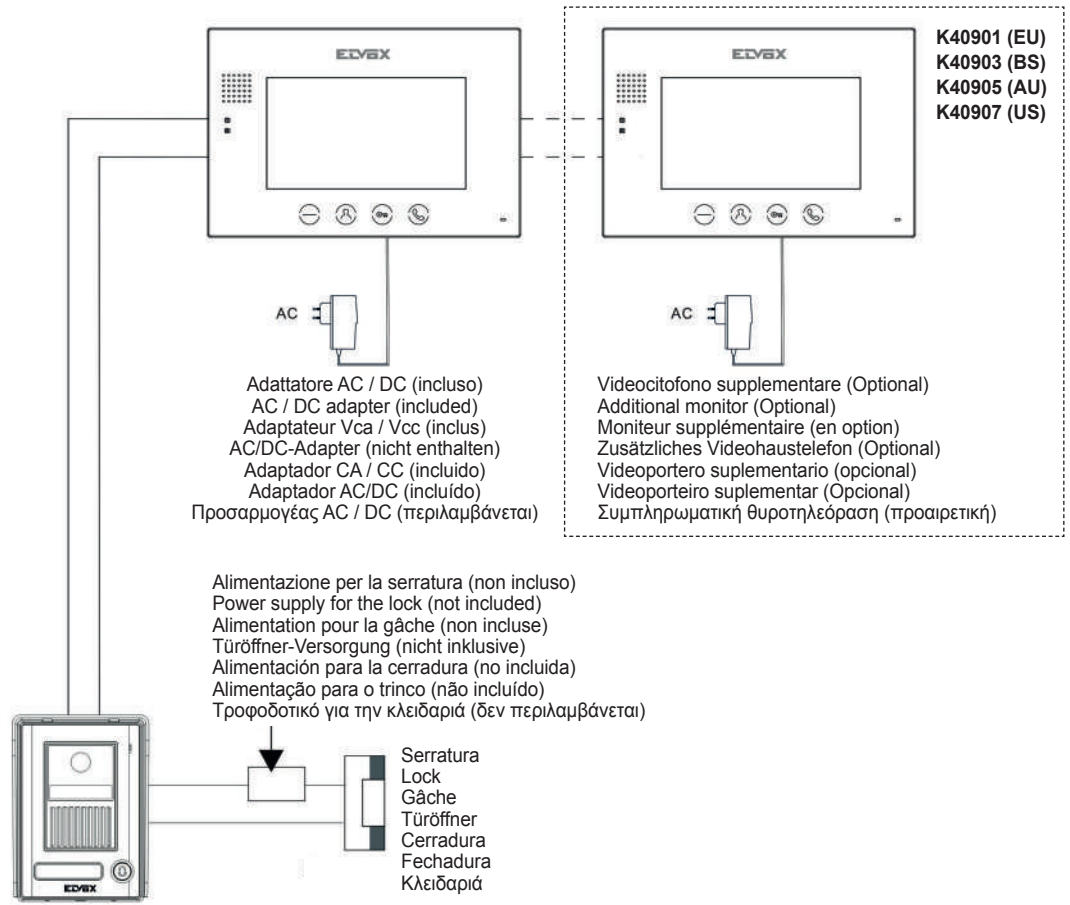 ELVOX
ELVOX
K40901 (EU)
K40903 (BS)
K40905 (AU)
K40907 (US)
AC
AC
Adattatore AC / DC (incluso)
AC / DC adapter (included)
Adaptateur Vca / Vcc (inclus)
AC/DC-Adapter (nicht enthalten)
Adaptador CA / CC (incluido)
Adaptador AC/DC (incluído)
Προσαρμογέας AC / DC (περιλαμβάνεται)
Videocitofono supplementare (Optional)
Additional monitor (Optional)
Moniteur supplémentaire (en option)
Zusätzliches Videohaustelefon (Optional)
Videoportero suplementario (opcional)
Videoporteiro suplementar (Opcional)
Συμπληρωματική θυροτηλεόραση (προαιρετική)
Alimentazione per la serratura (non incluso)
Power supply for the lock (not included)
Alimentation pour la gâche (non incluse)
Türöffner-Versorgung (nicht inklusive)
Alimentación para la cerradura (no incluida)
Alimentação para o trinco (não incluído)
Τροφοδοτικό για την κλειδαριά (δεν περιλαμβάνεται)
Serratura
Lock
Gâche
Türöffner
Cerradura
Fechadura
Κλειδαριά
ELVOX